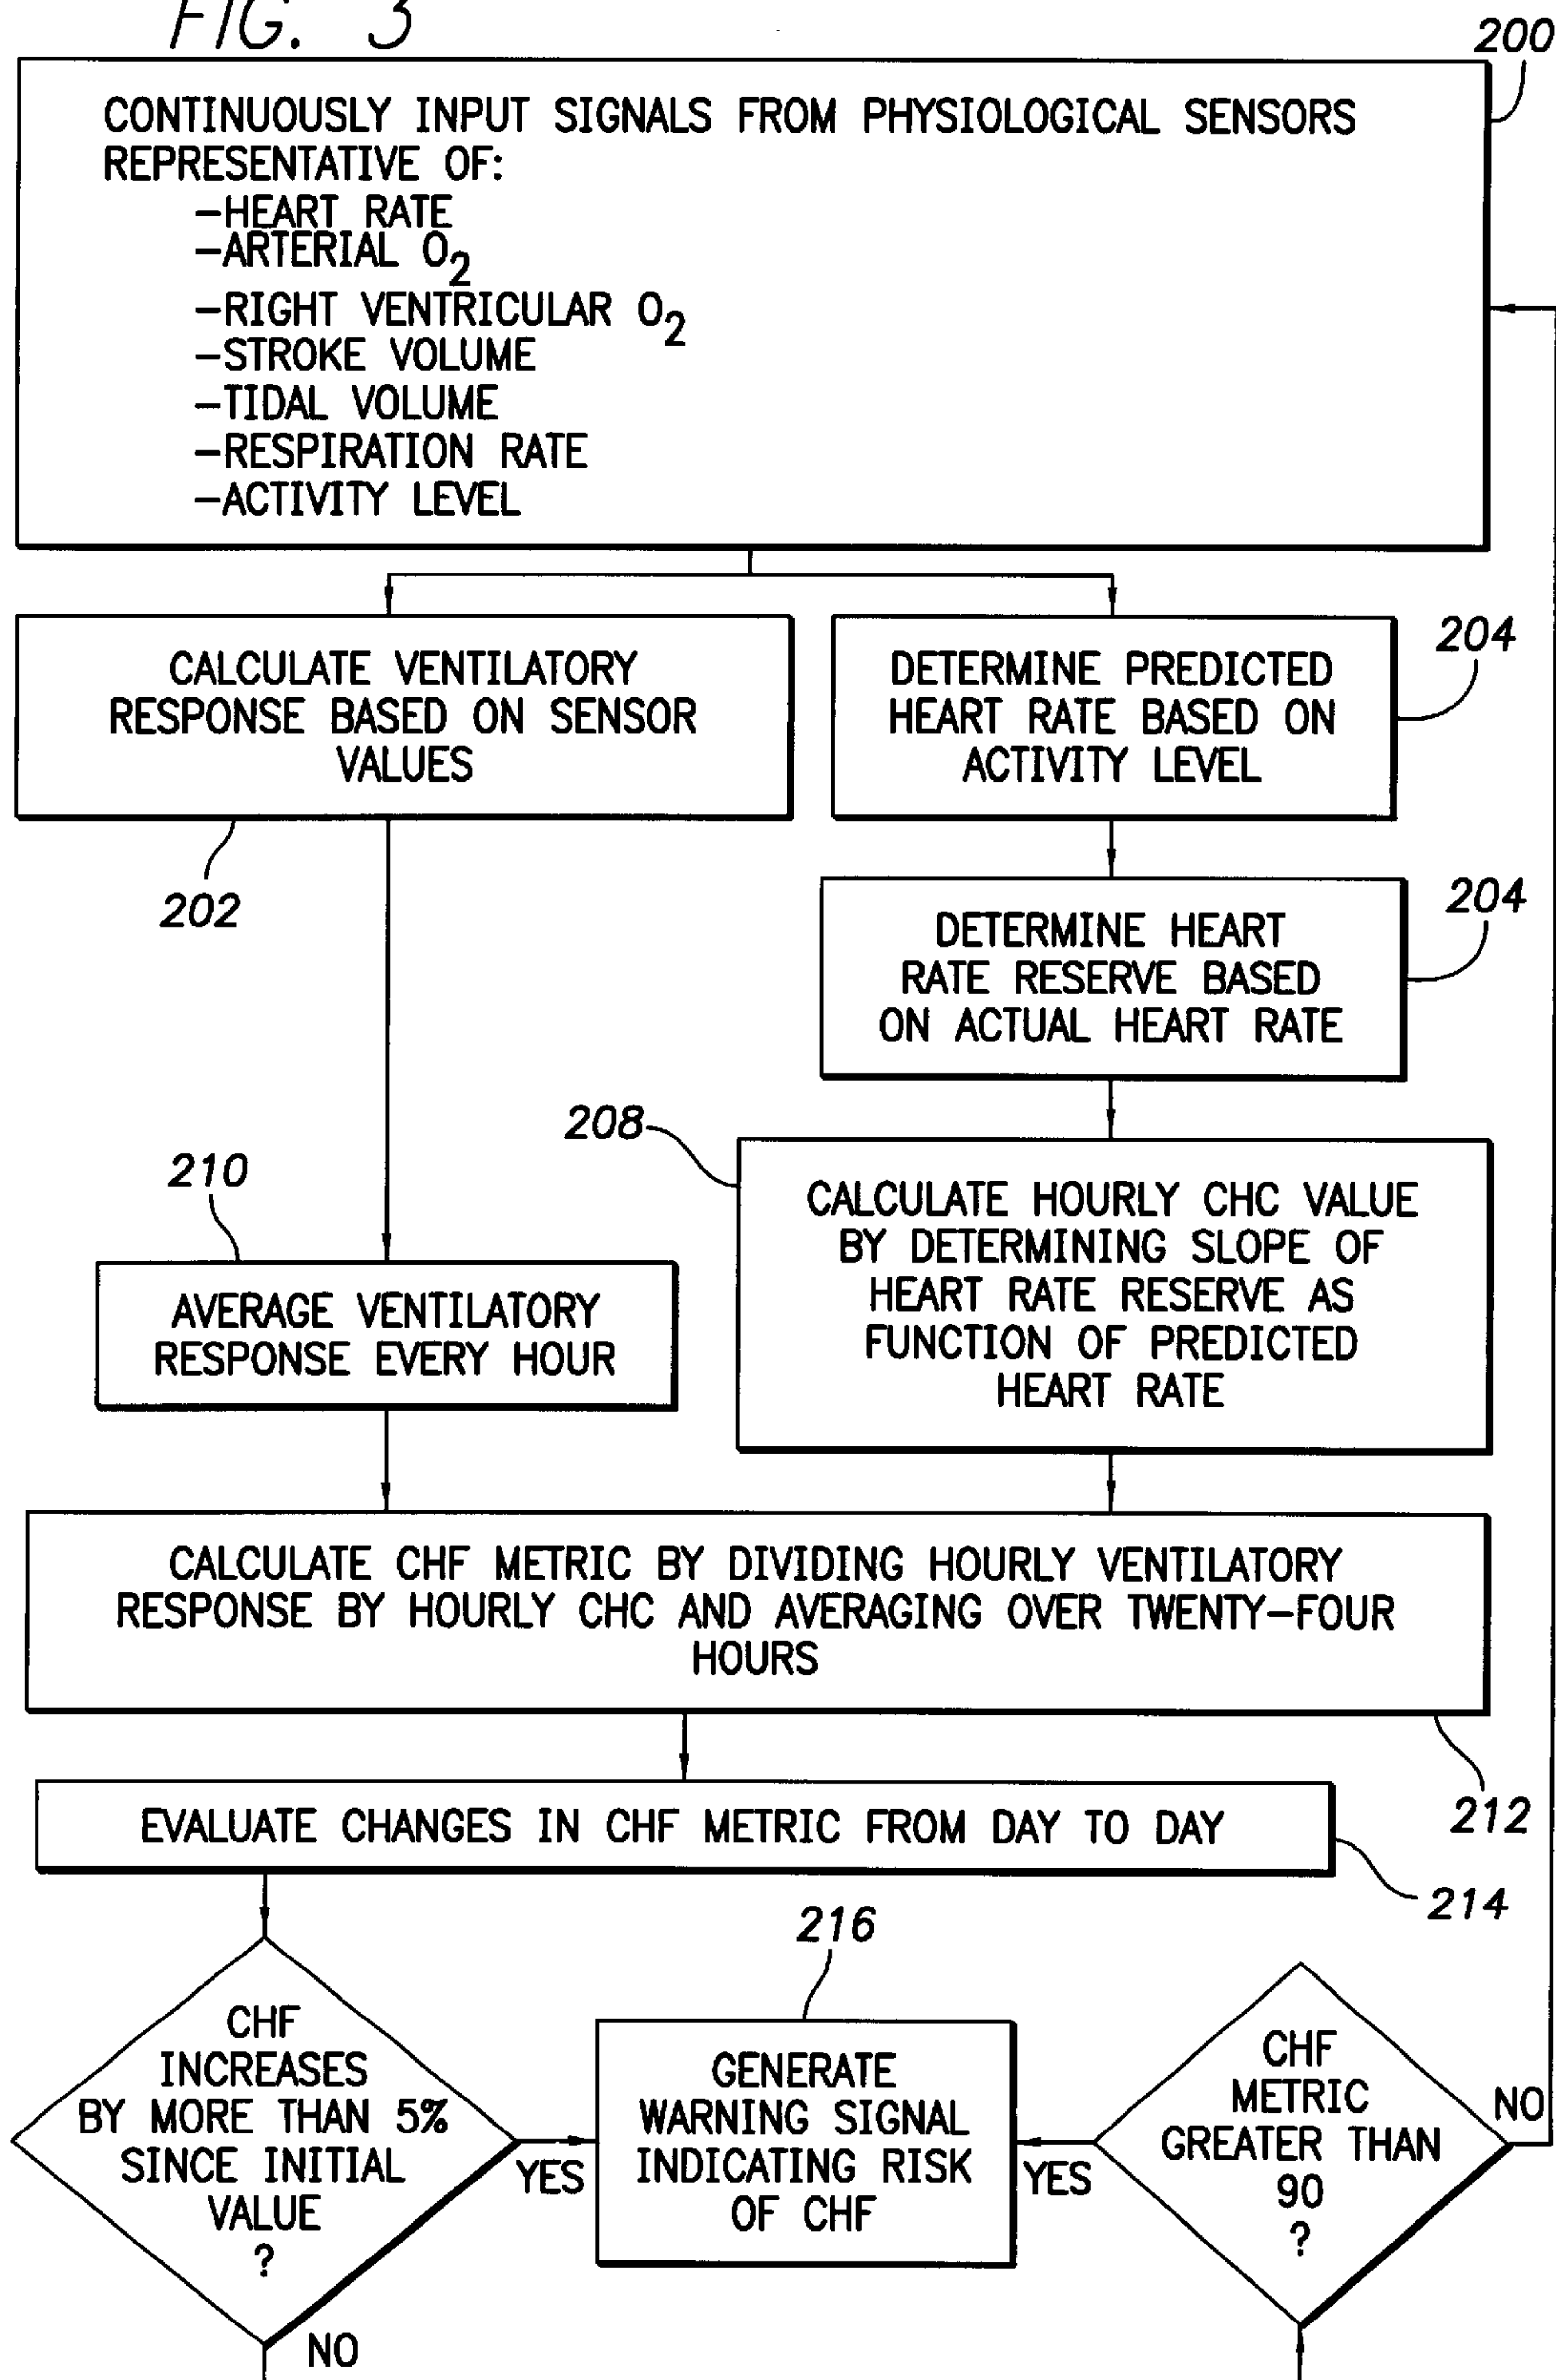 FIG. 3
200
CONTINUOUSLY INPUT SIGNALS FROM PHYSIOLOGICAL SENSORS
REPRESENTATIVE OF:
-HEART RATE
-ARTERIAL O2
-RIGHT VENTRICULAR O2
-STROKE VOLUME
-TIDAL VOLUME
-RESPIRATION RATE
-ACTIVITY LEVEL
CALCULATE VENTILATORY
RESPONSE BASED ON SENSOR
VALUES
202
DETERMINE PREDICTED
HEART RATE BASED ON
ACTIVITY LEVEL
204
DETERMINE HEART
RATE RESERVE BASED
ON ACTUAL HEART RATE
204
208
CALCULATE HOURLY CHC VALUE
BY DETERMINING SLOPE OF
HEART RATE RESERVE AS
FUNCTION OF PREDICTED
HEART RATE
210
AVERAGE VENTILATORY
RESPONSE EVERY HOUR
CALCULATE CHF METRIC BY DIVIDING HOURLY VENTILATORY
RESPONSE BY HOURLY CHC AND AVERAGING OVER TWENTY-FOUR
HOURS
212
EVALUATE CHANGES IN CHF METRIC FROM DAY TO DAY
214
CHF
INCREASES
BY MORE THAN 5%
SINCE INITIAL
VALUE
?
YES
NO
216
GENERATE
WARNING SIGNAL
INDICATING RISK
OF CHF
YES
CHF
METRIC
GREATER THAN
90
?
NO